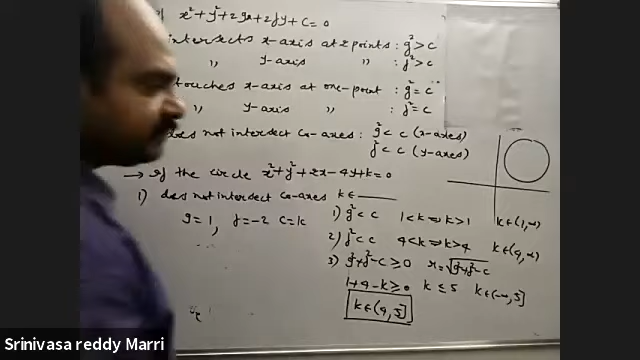 x²+y²+2gx+2fy+c=0
intersects x-axis at 2 points : g²>c
,, y-axis ,, : f²>c
touches x-axis at one-point : g²=c
,, y-axis ,, : f²=c
does not intersect co-axes : g²<c (x-axes)
f²<c (y-axes)
→ If the circle x²+y²+2x-4y+k=0
1) does not intersect co-axes k∈
g=1, f=-2 c=k
1) g²<c 1<k ⇒ k>1 k∈(1,∞)
2) f²<c 4<k ⇒ k>4 k∈(4,∞)
3) g²+f²-c≥0 r=√g²+f²-c
1+4-k≥0 k≤5 k∈(-∞,5]
k∈(4,5]
Srinivasa reddy Marri